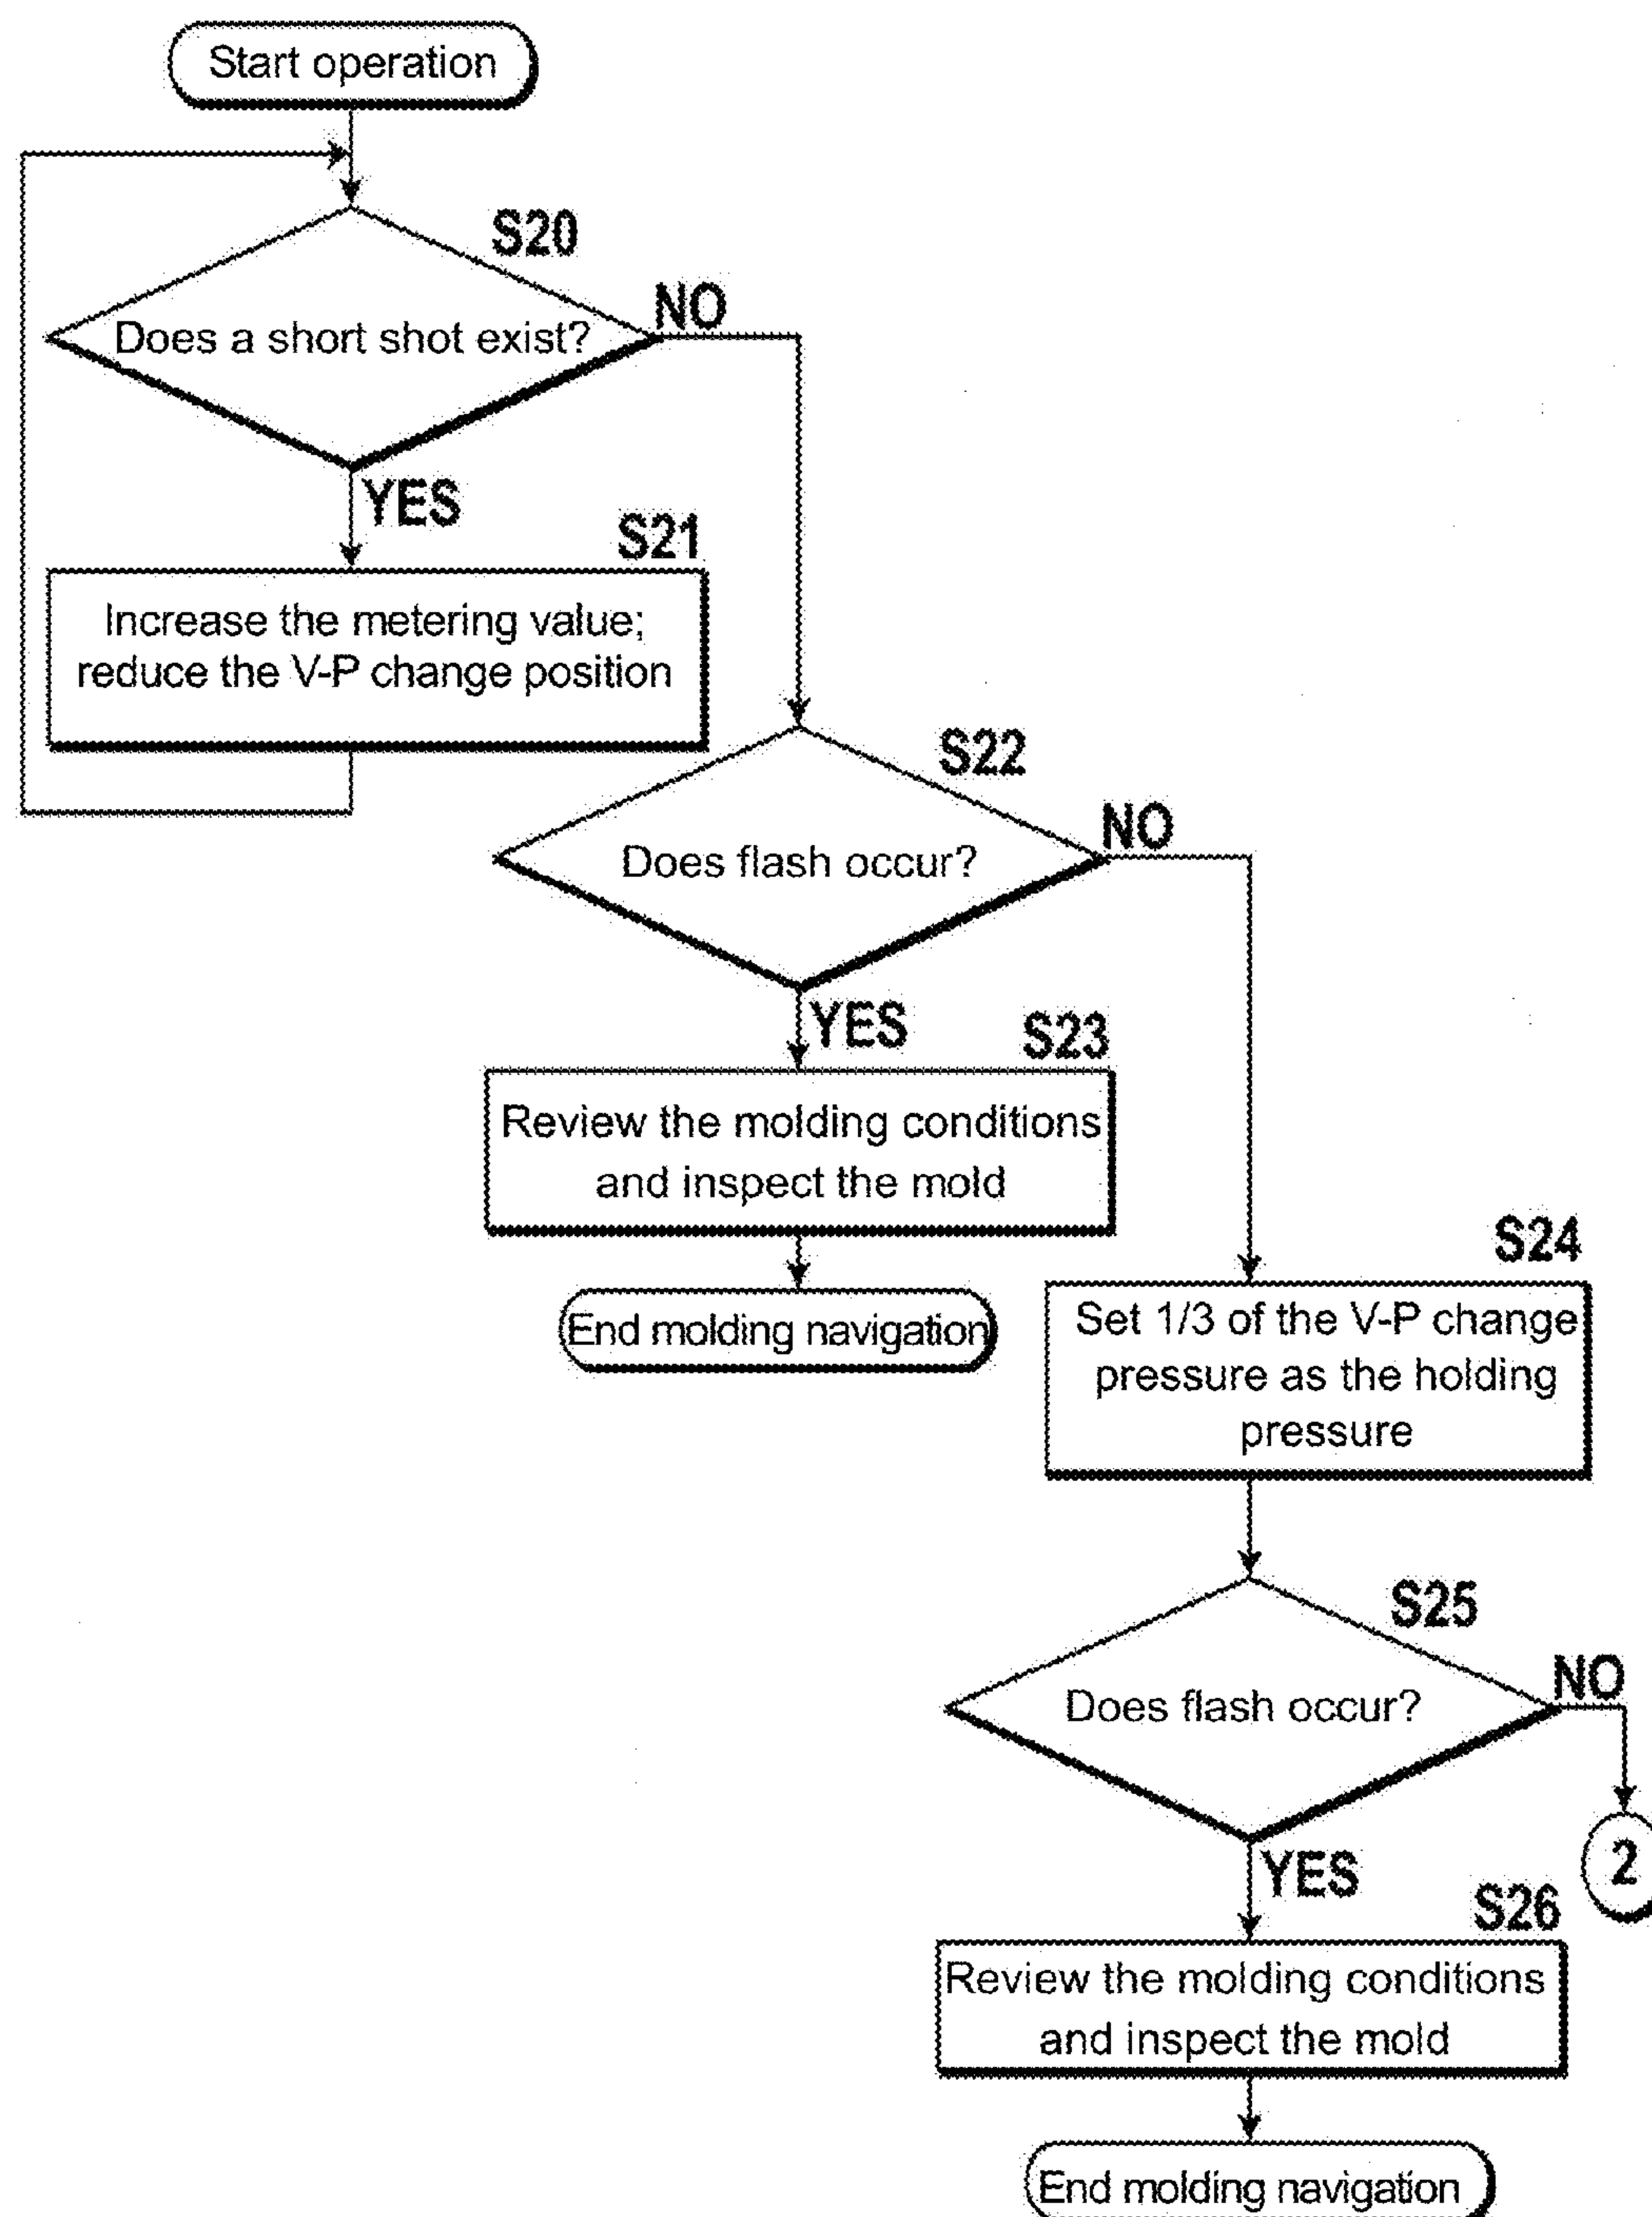 Start operation
S20
Does a short shot exist?
NO
YES
S21
Increase the metering value;
reduce the V-P change position
S22
Does flash occur?
NO
YES
S23
Review the molding conditions
and inspect the mold
End molding navigation
S24
Set 1/3 of the V-P change
pressure as the holding
pressure
S25
Does flash occur?
NO
2
YES
S26
Review the molding conditions
and inspect the mold
End molding navigation